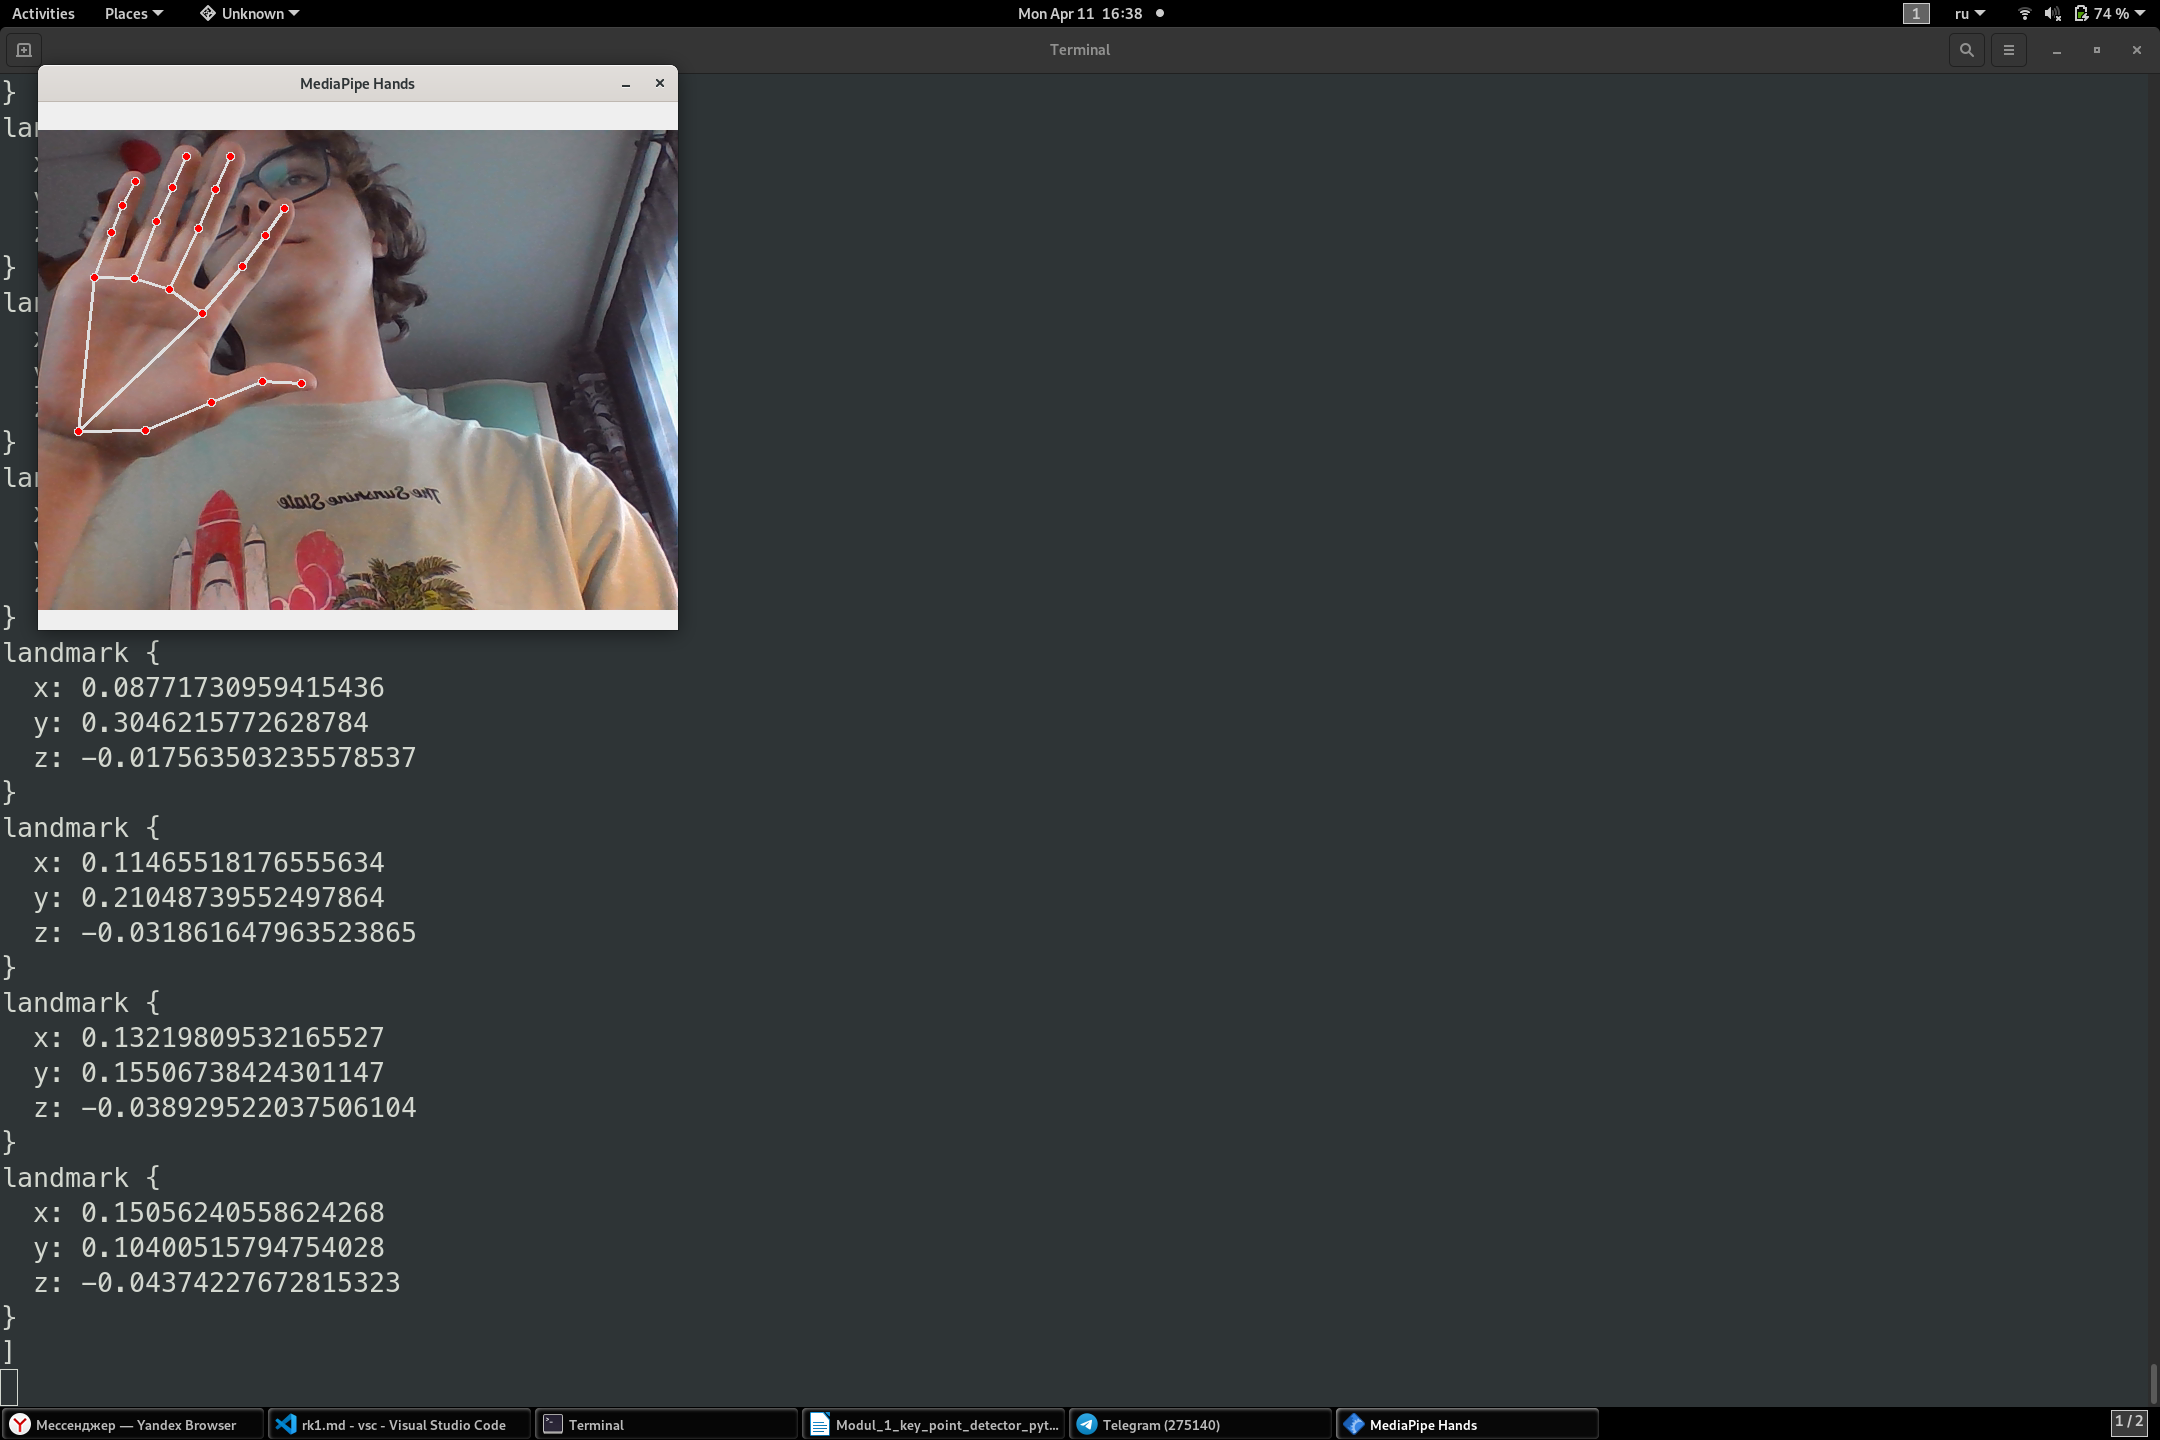 Activities Places Unknown Mon Apr 11 16:38 1 ru 74 %
Terminal
MediaPipe Hands
}
}
}
}
The Sunshine State
landmark {
x: 0.08771730959415436
y: 0.3046215772628784
z: -0.017563503235578537
}
landmark {
x: 0.11465518176555634
y: 0.21048739552497864
z: -0.031861647963523865
}
landmark {
x: 0.13219809532165527
y: 0.15506738424301147
z: -0.038929522037506104
}
landmark {
x: 0.15056240558624268
y: 0.10400515794754028
z: -0.04374227672815323
}
]
Мессенджер — Yandex Browser rk1.md - vsc - Visual Studio Code Terminal Modul_1_key_point_detector_pyt... Telegram (275140) MediaPipe Hands 1 / 2